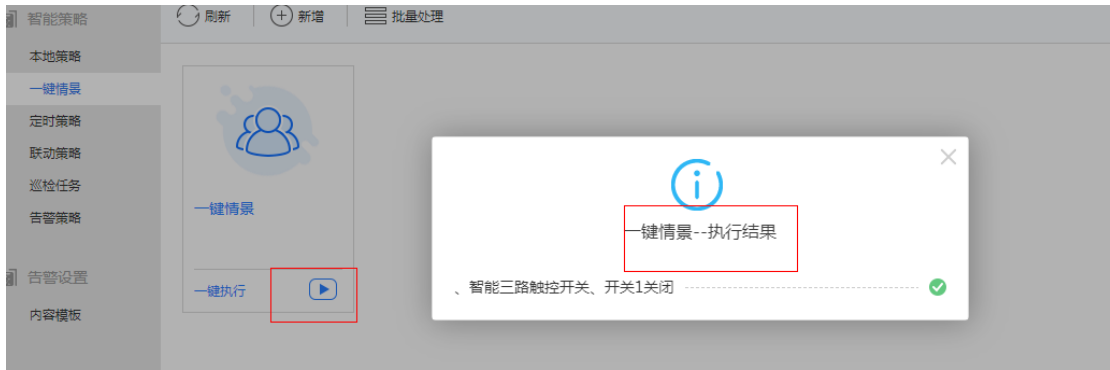 智能策略
本地策略
一键情景
定时策略
联动策略
巡检任务
告警策略
告警设置
内容模板
刷新 新增 批量处理
一键情景
一键执行
一键情景--执行结果
、智能三路触控开关、开关1关闭